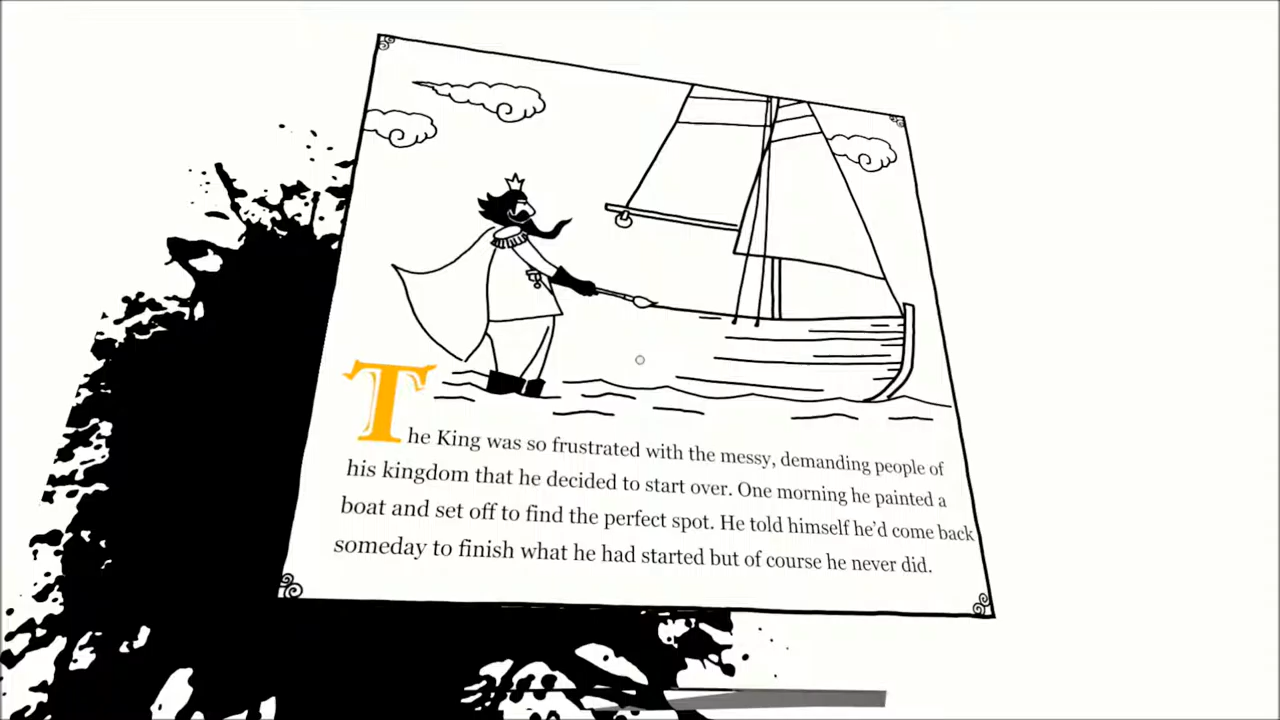 The King was so frustrated with the messy, demanding people of
his kingdom that he decided to start over. One morning he painted a
boat and set off to find the perfect spot. He told himself he’d come back
someday to finish what he had started but of course he never did.